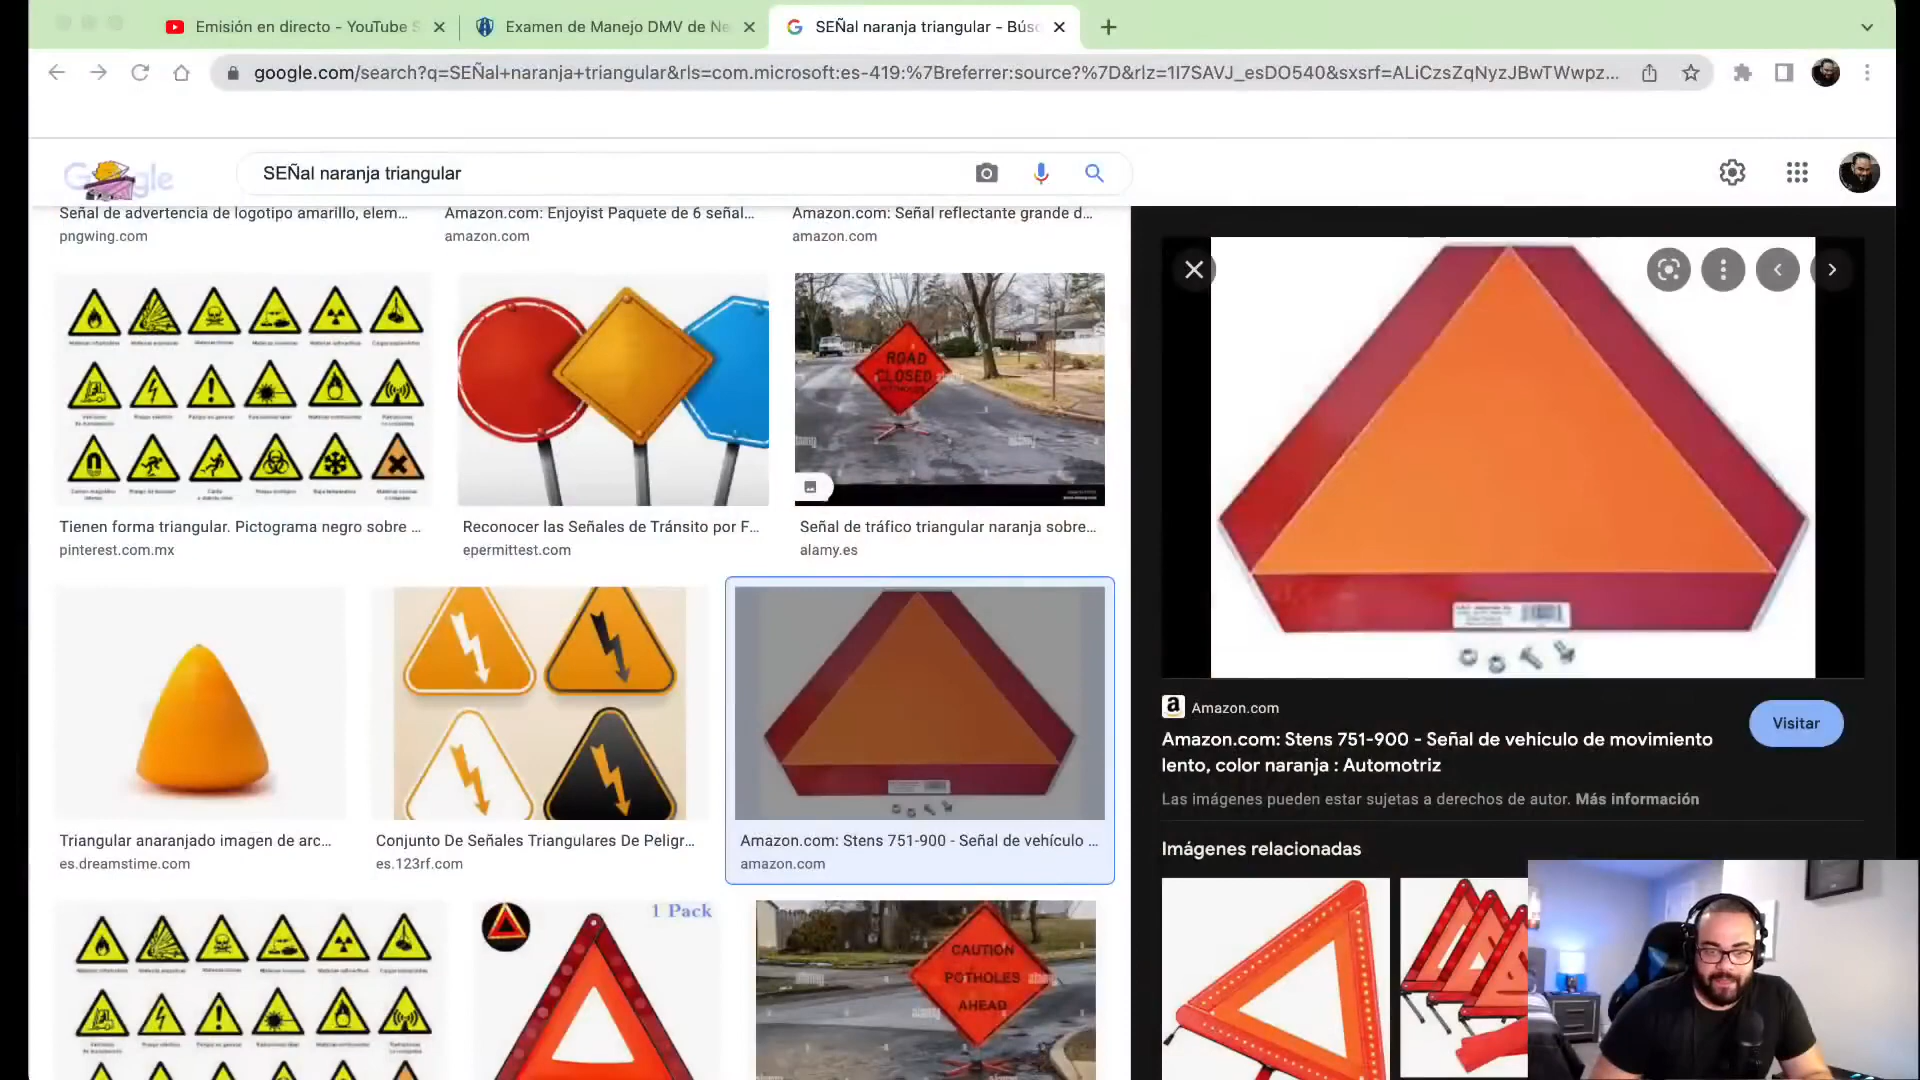 Emisión en directo - YouTube S
Examen de Manejo DMV de Ne
SEÑal naranja triangular - Búsq
google.com/search?q=SEÑal+naranja+triangular&rls=com.microsoft:es-419:%7Breferrer:source?%7D&rlz=1I7SAVJ_esDO540&sxsrf=ALiCzsZqNyzJBwTWwpz...
Google
SEÑal naranja triangular
Señal de advertencia de logotipo amarillo, elem...
pngwing.com
Amazon.com: Enjoyist Paquete de 6 señal...
amazon.com
Amazon.com: Señal reflectante grande d...
amazon.com
ROAD
CLOSED
POTHOLES
alamy
alamy
Tienen forma triangular. Pictograma negro sobre ...
pinterest.com.mx
Reconocer las Señales de Tránsito por F...
epermittest.com
Señal de tráfico triangular naranja sobre...
alamy.es
Triangular anaranjado imagen de arc...
es.dreamstime.com
Conjunto De Señales Triangulares De Peligr...
es.123rf.com
Amazon.com: Stens 751-900 - Señal de vehículo ...
amazon.com
1 Pack
CAUTION
POTHOLES
AHEAD
a Amazon.com
Visitar
Amazon.com: Stens 751-900 - Señal de vehículo de movimiento
lento, color naranja : Automotriz
Las imágenes pueden estar sujetas a derechos de autor. Más información
Imágenes relacionadas